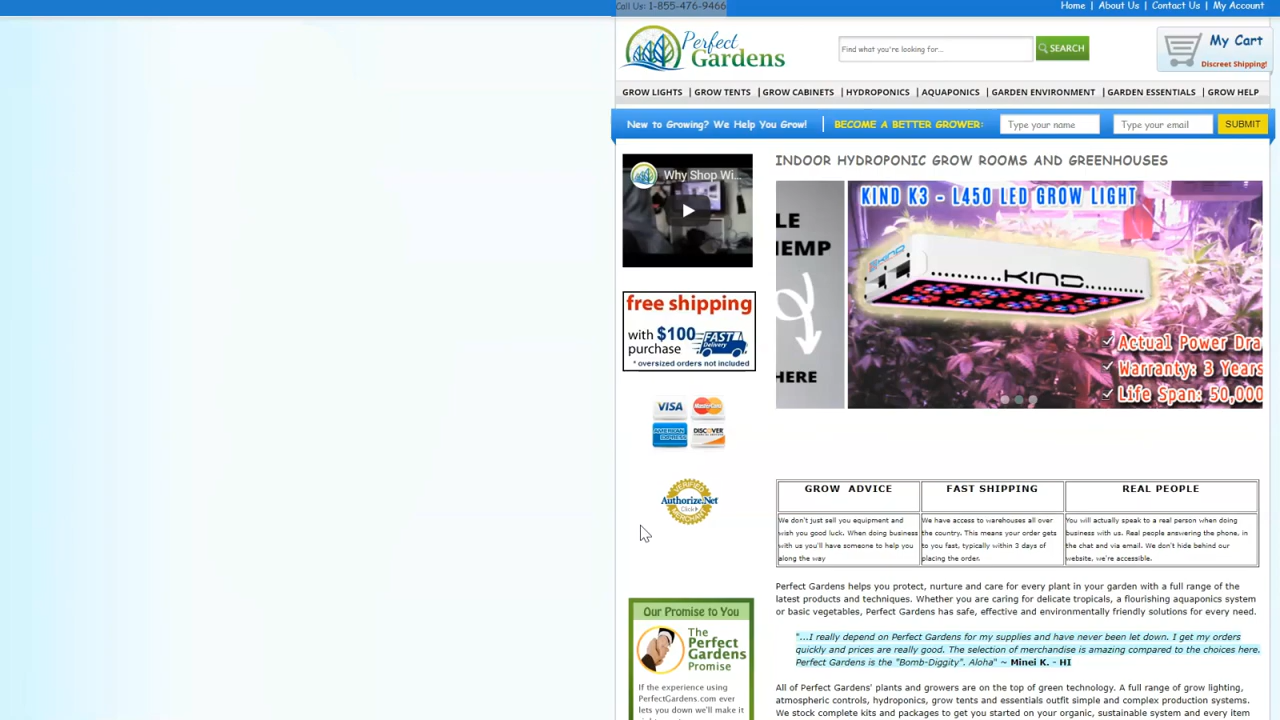 Call Us: 1-855-476-9466
Home | About Us | Contact Us | My Account
Perfect
Gardens
Find what you're looking for...
SEARCH
My Cart
Discreet Shipping!
GROW LIGHTS | GROW TENTS | GROW CABINETS | HYDROPONICS | AQUAPONICS | GARDEN ENVIRONMENT | GARDEN ESSENTIALS | GROW HELP
New to Growing? We Help You Grow! | BECOME A BETTER GROWER: Type your name Type your email SUBMIT
Why Shop Wi...
INDOOR HYDROPONIC GROW ROOMS AND GREENHOUSES
LE
HEMP
HERE
KIND K3 - L450 LED GROW LIGHT
KIND
KIND
Actual Power Dra
Warranty: 3 Years
Life Span: 50,000
free shipping
with $100
purchase
FAST
Delivery
* oversized orders not included
VISA
MasterCard
AMERICAN EXPRESS
DISCOVER
VERIFIED
Authorize.Net
Click
MERCHANT
GROW ADVICE
We don't just sell you equipment and
wish you good luck. When doing business
with us you'll have someone to help you
along the way
FAST SHIPPING
We have access to warehouses all over
the country. This means your order gets
to you fast, typically within 3 days of
placing the order.
REAL PEOPLE
You will actually speak to a real person when doing
business with us. Real people answering the phone, in
the chat and via email. We don't hide behind our
website, we're accessible.
Perfect Gardens helps you protect, nurture and care for every plant in your garden with a full range of the
latest products and techniques. Whether you are caring for delicate tropicals, a flourishing aquaponics system
or basic vegetables, Perfect Gardens has safe, effective and environmentally friendly solutions for every need.
"...I really depend on Perfect Gardens for my supplies and have never been let down. I get my orders
quickly and prices are really good. The selection of merchandise is amazing compared to the choices here.
Perfect Gardens is the "Bomb-Diggity". Aloha" ~ Minei K. - HI
All of Perfect Gardens' plants and growers are on the top of green technology. A full range of grow lighting,
atmospheric controls, hydroponics, grow tents and essentials outfit simple and complex production systems.
We stock complete kits and packages to get you started on your organic, sustainable system and every item
Our Promise to You
The
Perfect
Gardens
Promise
If the experience using
PerfectGardens.com ever
lets you down we'll make it